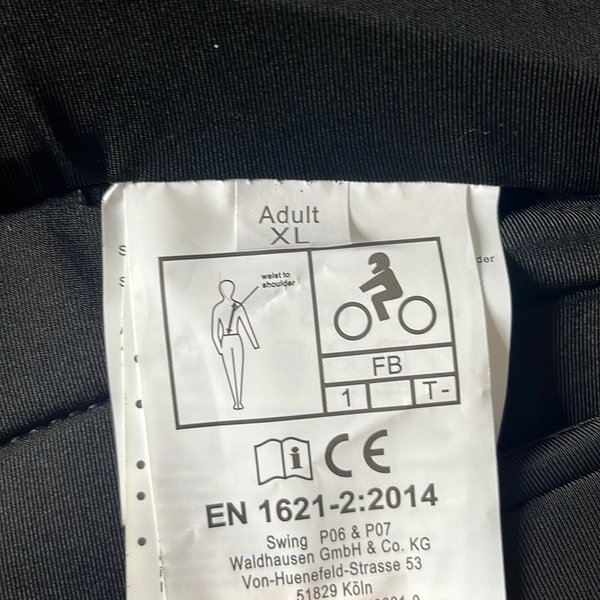 Adult
XL
waist to
shoulder
FB
1 T-
CE
EN 1621-2:2014
Swing P06 & P07
Waldhausen GmbH & Co. KG
Von-Huenefeld-Strasse 53
51829 Köln
der